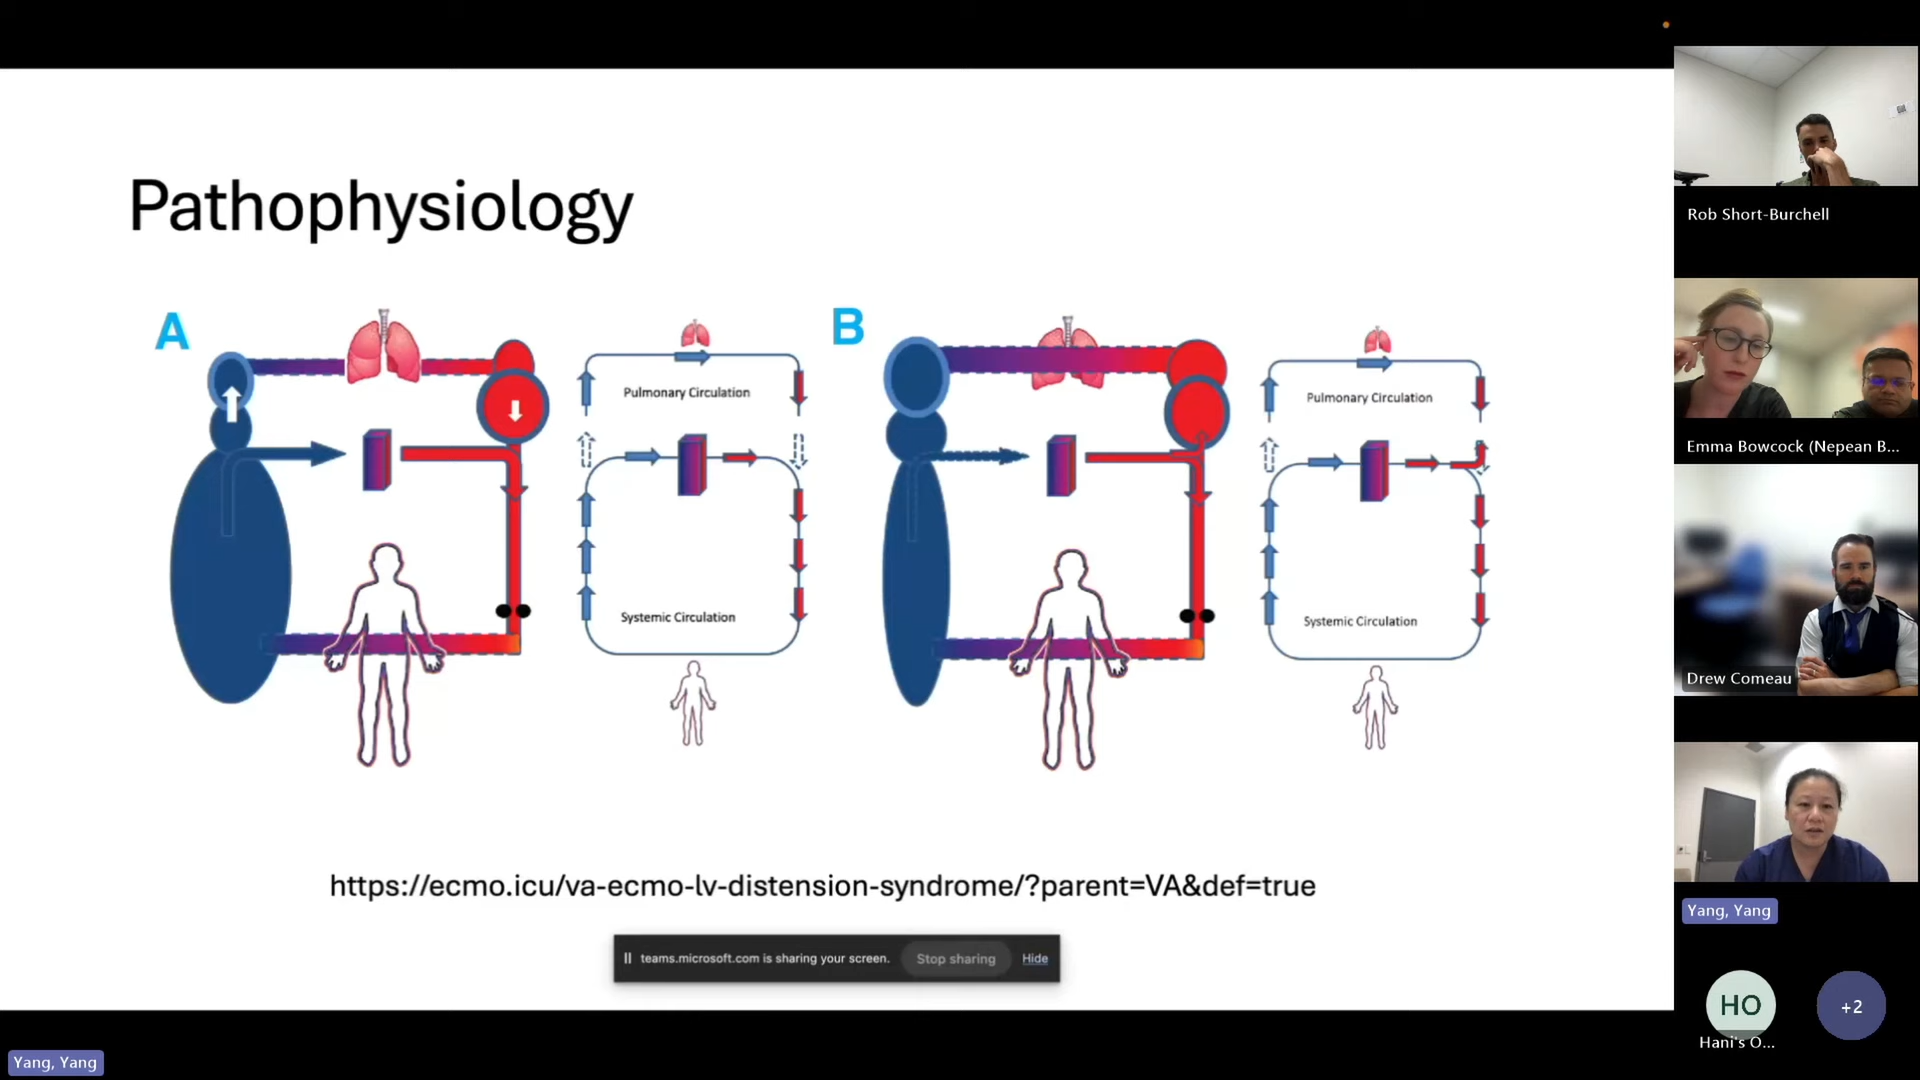 Pathophysiology
A
Pulmonary Circulation
Systemic Circulation
B
Pulmonary Circulation
Systemic Circulation
https://ecmo.icu/va-ecmo-lv-distension-syndrome/?parent=VA&def=true
teams.microsoft.com is sharing your screen.
Stop sharing
Hide
Rob Short-Burchell
Emma Bowcock (Nepean B...
Drew Comeau
Yang, Yang
HO
Hani's O...
+2
Yang, Yang